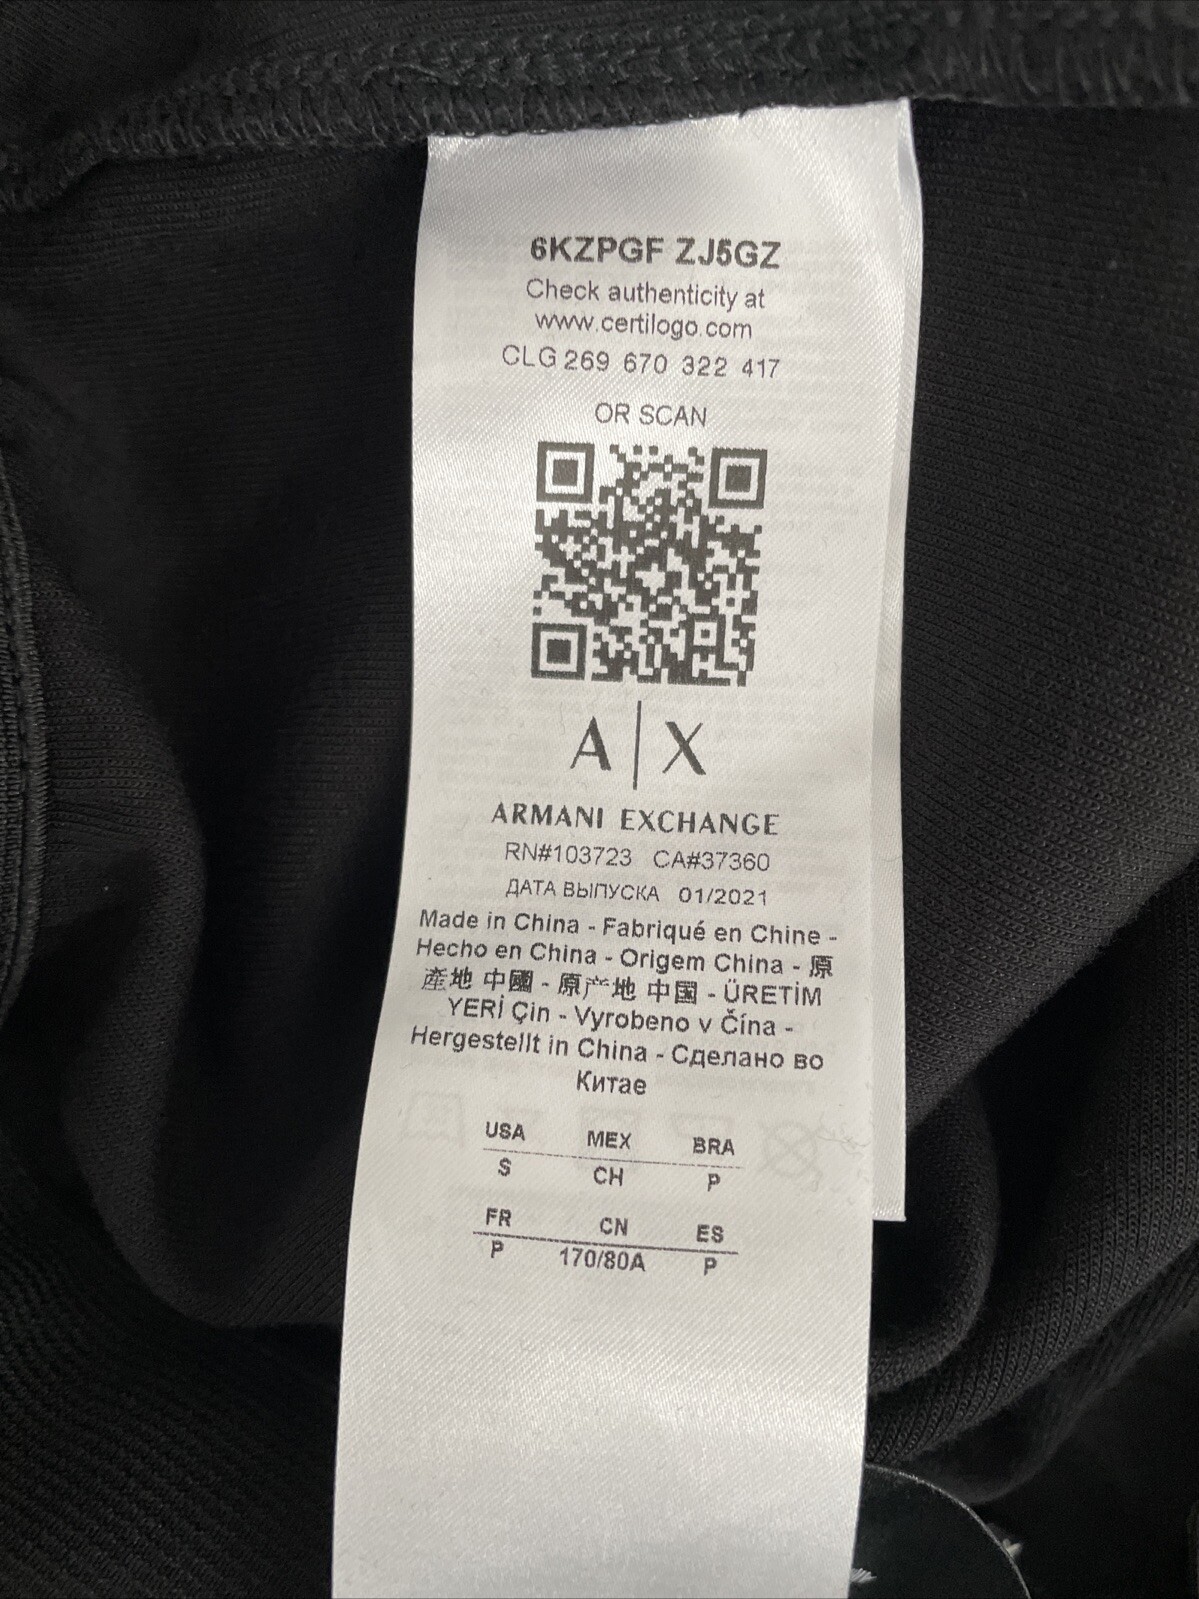 6KZPGF ZJ5GZ
Check authenticity at
www.certilogo.com
CLG 269 670 322 417
OR SCAN
A|X
ARMANI EXCHANGE
RN#103723 CA#37360
ДАТА ВЫПУСКА 01/2021
Made in China - Fabriqué en Chine -
Hecho en China - Origem China - 原
產地 中國 - 原产地 中国 - ÜRETİM
YERİ Çin - Vyrobeno v Čína -
Hergestellt in China - Сделано во
Китае
USA MEX BRA
S CH P
FR CN ES
P 170/80A P